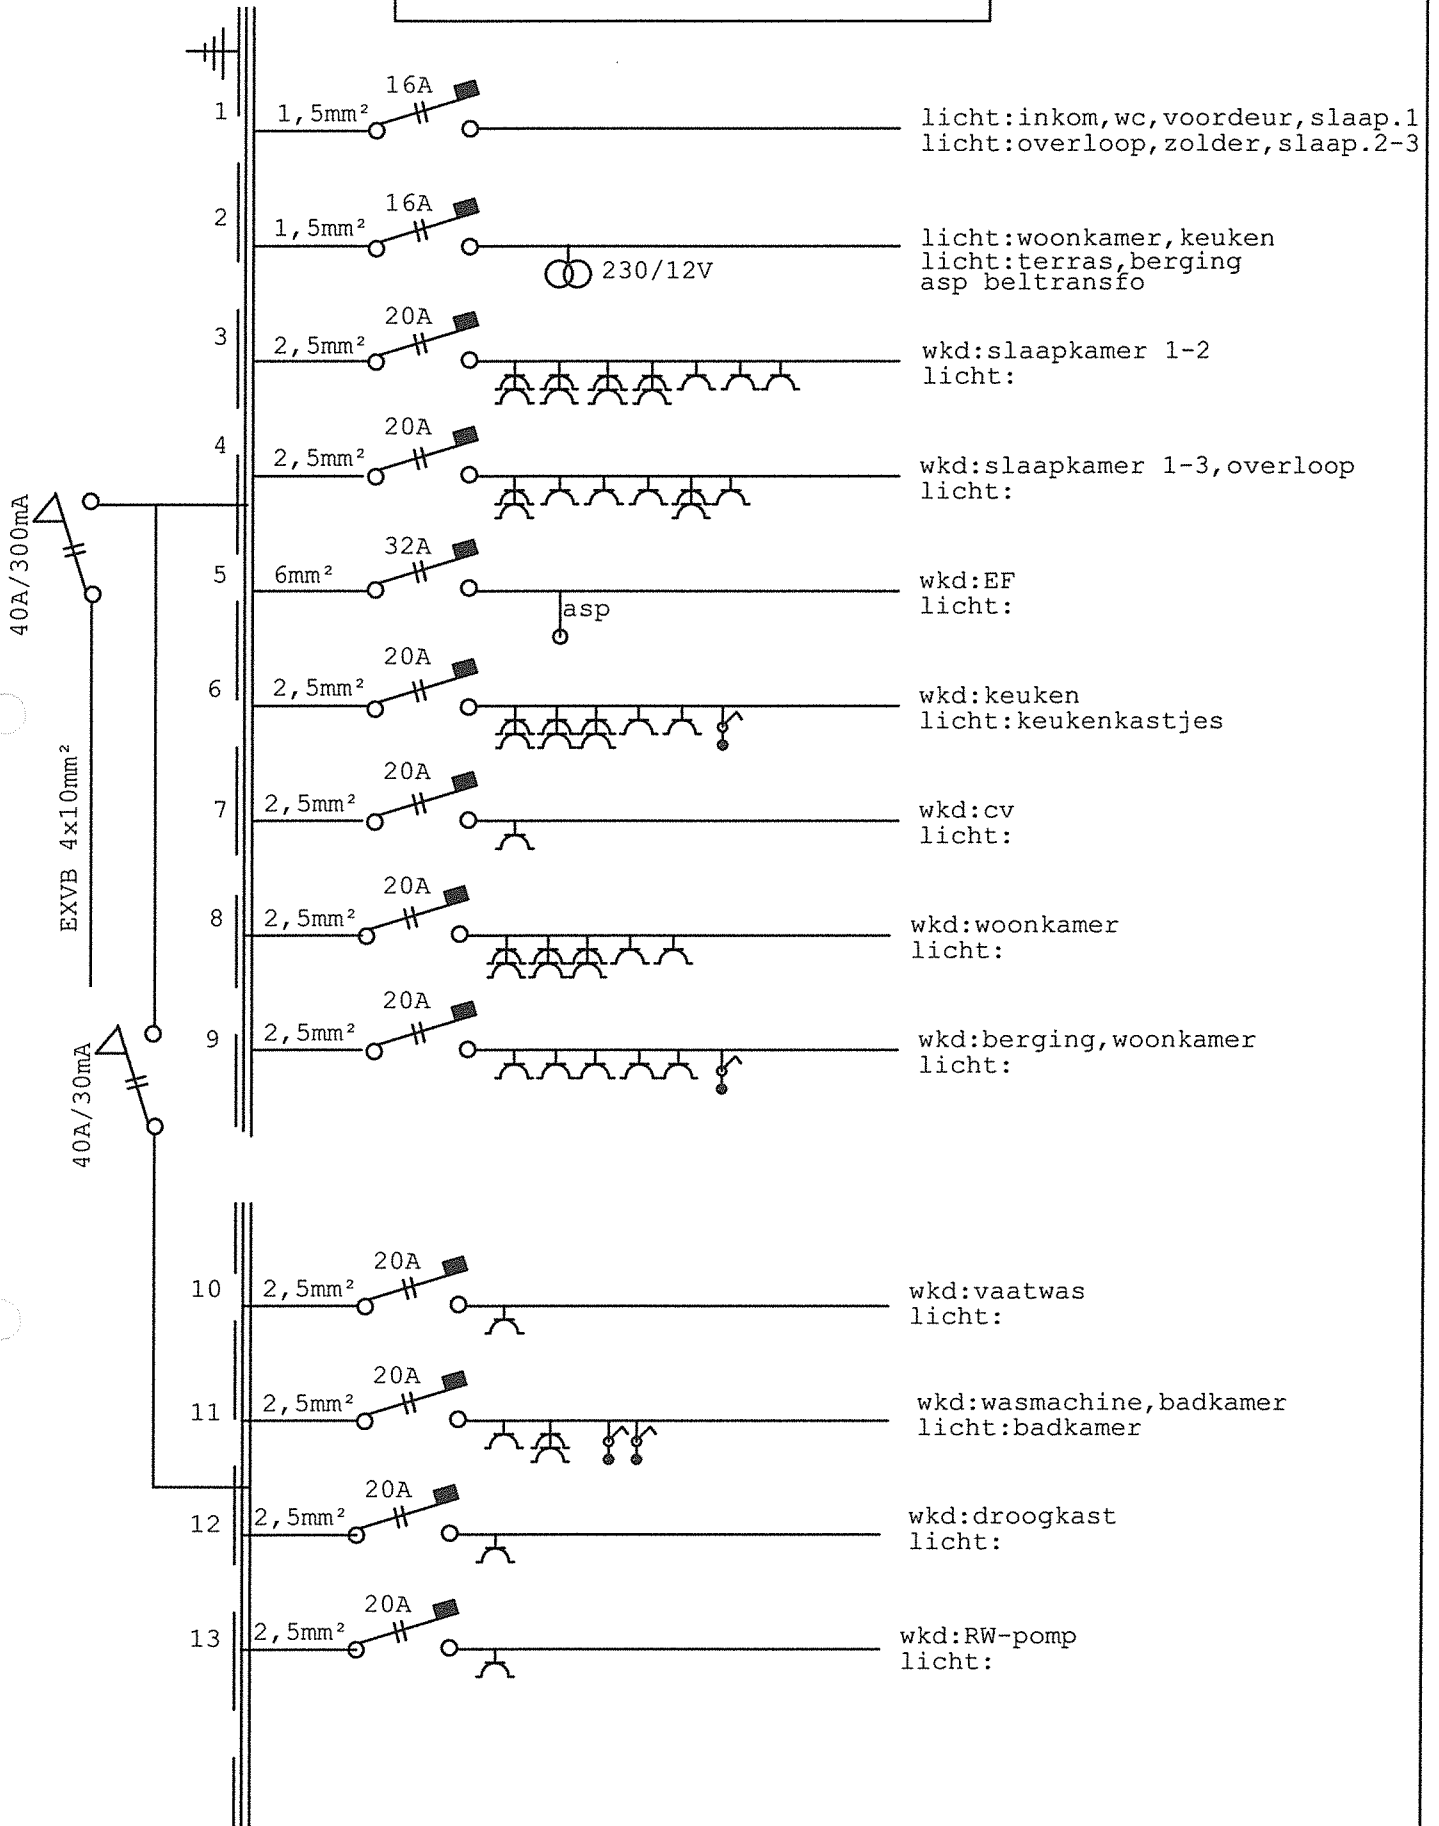 16A
1
1,5mm²
licht:inkom,wc,voordeur,slaap.1
licht:overloop,zolder,slaap.2-3
16A
2
1,5mm²
licht:woonkamer,keuken
licht:terras,berging
asp beltransfo
230/12V
20A
3
2,5mm²
wkd:slaapkamer 1-2
licht:
20A
4
2,5mm²
wkd:slaapkamer 1-3,overloop
licht:
40A/300mA
32A
5
6mm²
wkd:EF
licht:
asp
20A
6
2,5mm²
wkd:keuken
licht:keukenkastjes
EXVB 4x10mm²
20A
7
2,5mm²
wkd:cv
licht:
20A
8
2,5mm²
wkd:woonkamer
licht:
20A
9
2,5mm²
wkd:berging,woonkamer
licht:
40A/30mA
20A
10
2,5mm²
wkd:vaatwas
licht:
20A
11
2,5mm²
wkd:wasmachine,badkamer
licht:badkamer
20A
12
2,5mm²
wkd:droogkast
licht:
20A
13
2,5mm²
wkd:RW-pomp
licht: